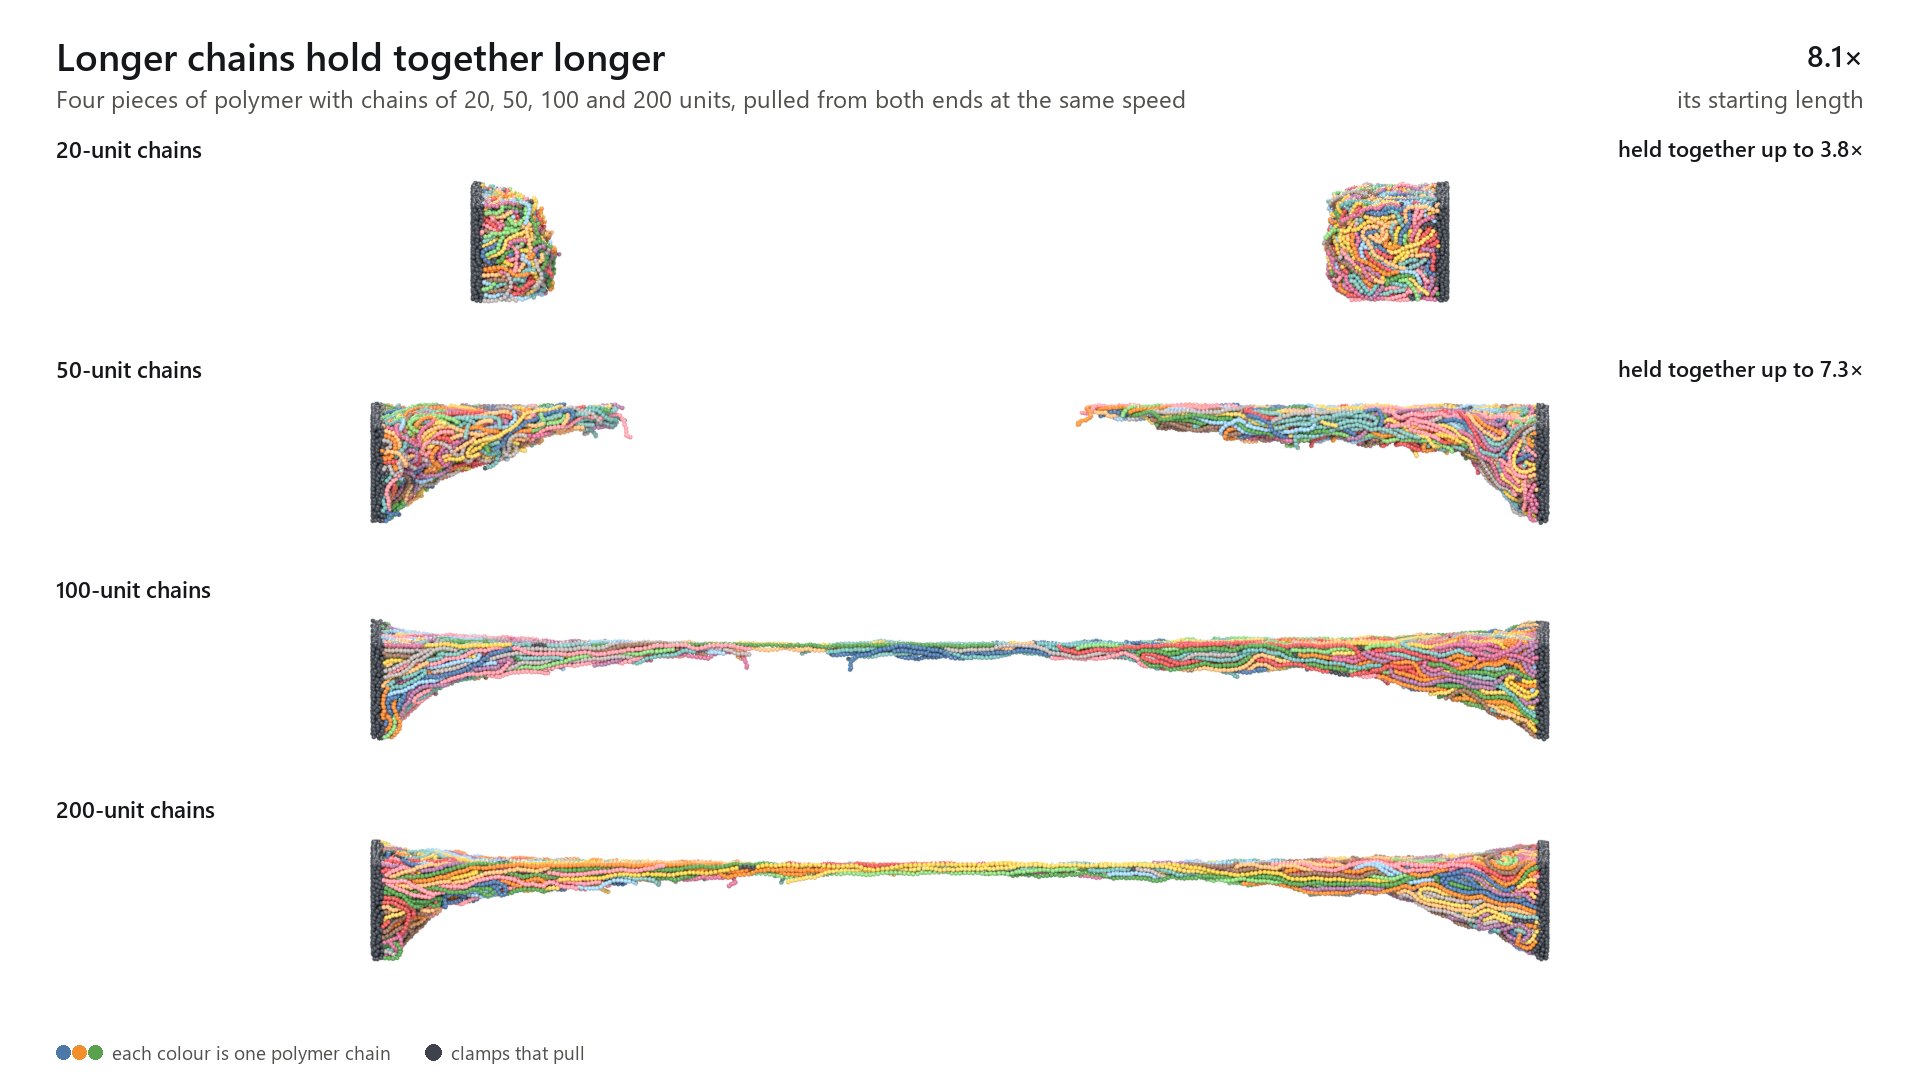 Longer chains hold together longer
8.1×
Four pieces of polymer with chains of 20, 50, 100 and 200 units, pulled from both ends at the same speed
its starting length
20-unit chains
held together up to 3.8×
50-unit chains
held together up to 7.3×
100-unit chains
200-unit chains
each colour is one polymer chain
clamps that pull